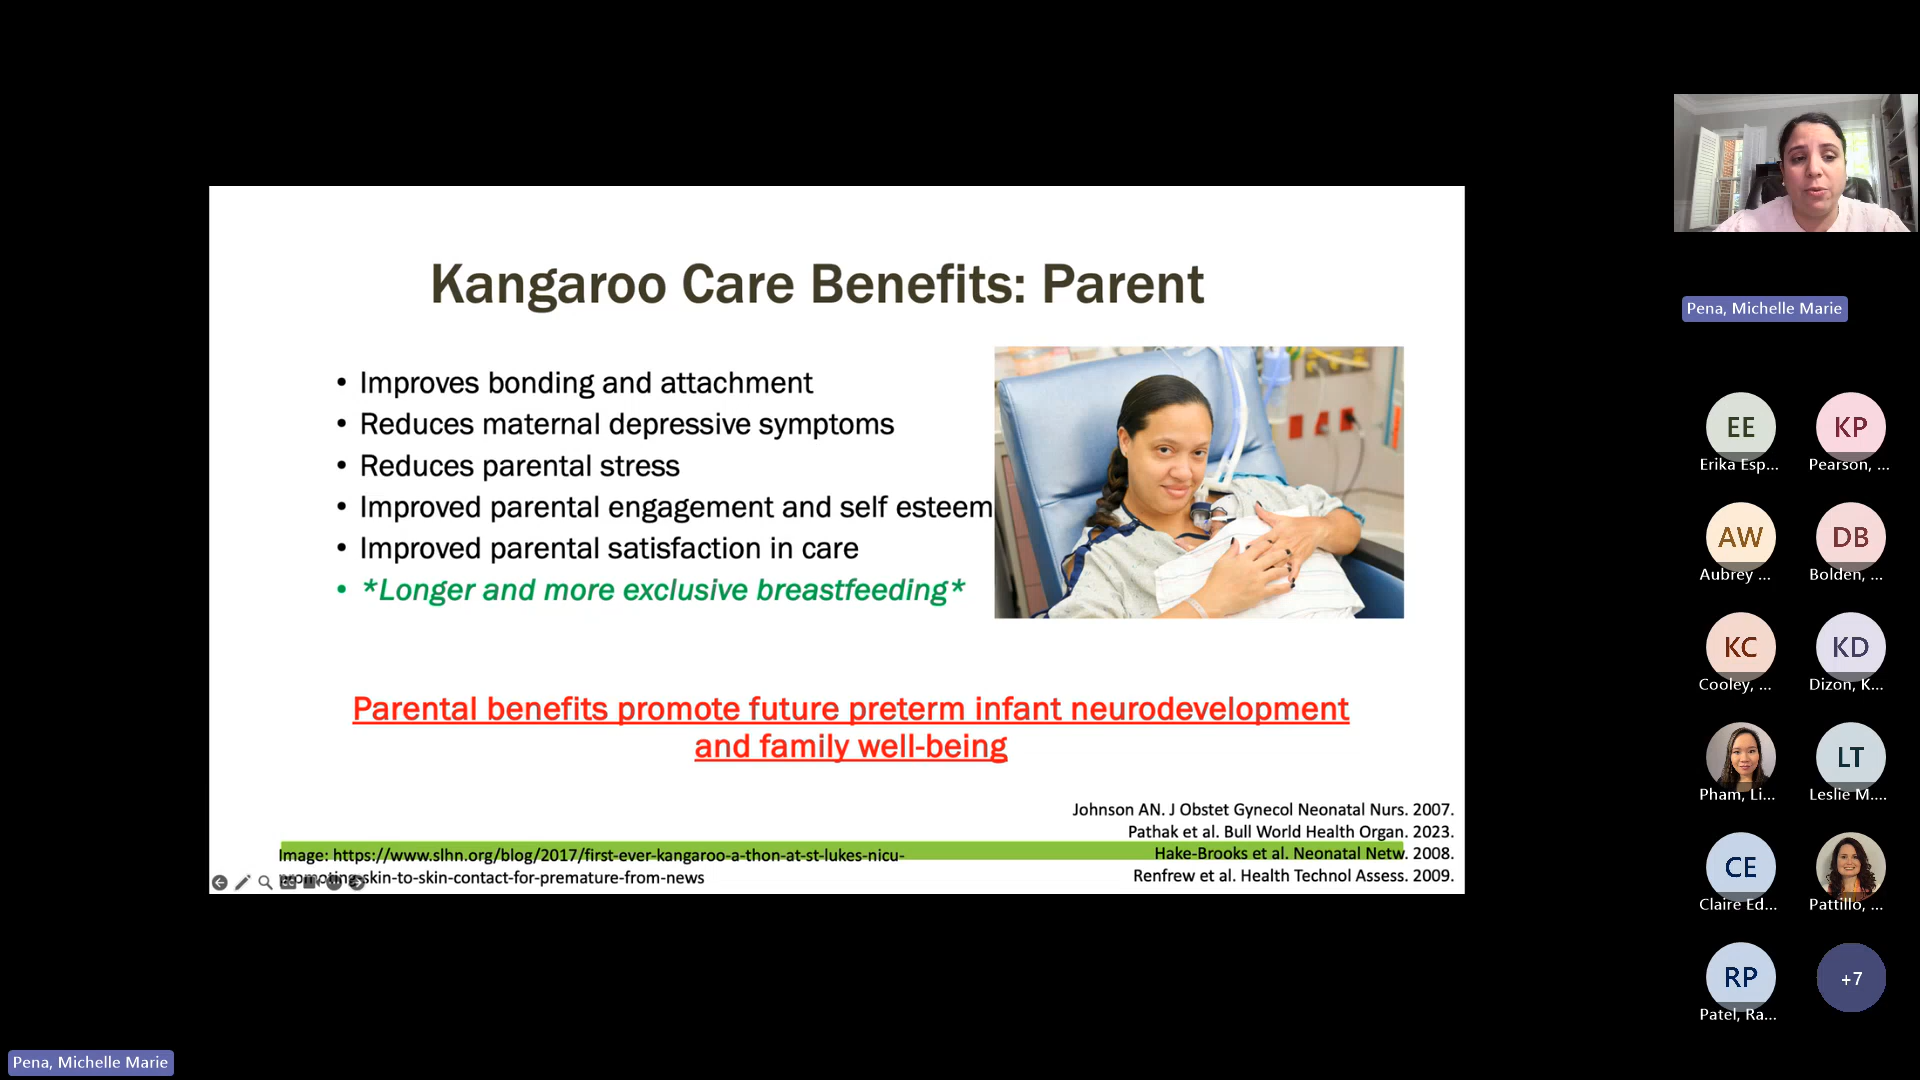 Kangaroo Care Benefits: Parent
• Improves bonding and attachment
• Reduces maternal depressive symptoms
• Reduces parental stress
• Improved parental engagement and self esteem
• Improved parental satisfaction in care
• *Longer and more exclusive breastfeeding*
Parental benefits promote future preterm infant neurodevelopment
and family well-being
Johnson AN. J Obstet Gynecol Neonatal Nurs. 2007.
Pathak et al. Bull World Health Organ. 2023.
Hake-Brooks et al. Neonatal Netw. 2008.
Renfrew et al. Health Technol Assess. 2009.
Image: https://www.slhn.org/blog/2017/first-ever-kangaroo-a-thon-at-st-lukes-nicu-
promoting-skin-to-skin-contact-for-premature-from-news
Pena, Michelle Marie
EE
Erika Esp...
KP
Pearson, ...
AW
Aubrey ...
DB
Bolden, ...
KC
Cooley, ...
KD
Dizon, K...
Pham, Li...
LT
Leslie M....
CE
Claire Ed...
Pattillo, ...
RP
Patel, Ra...
+7
Pena, Michelle Marie